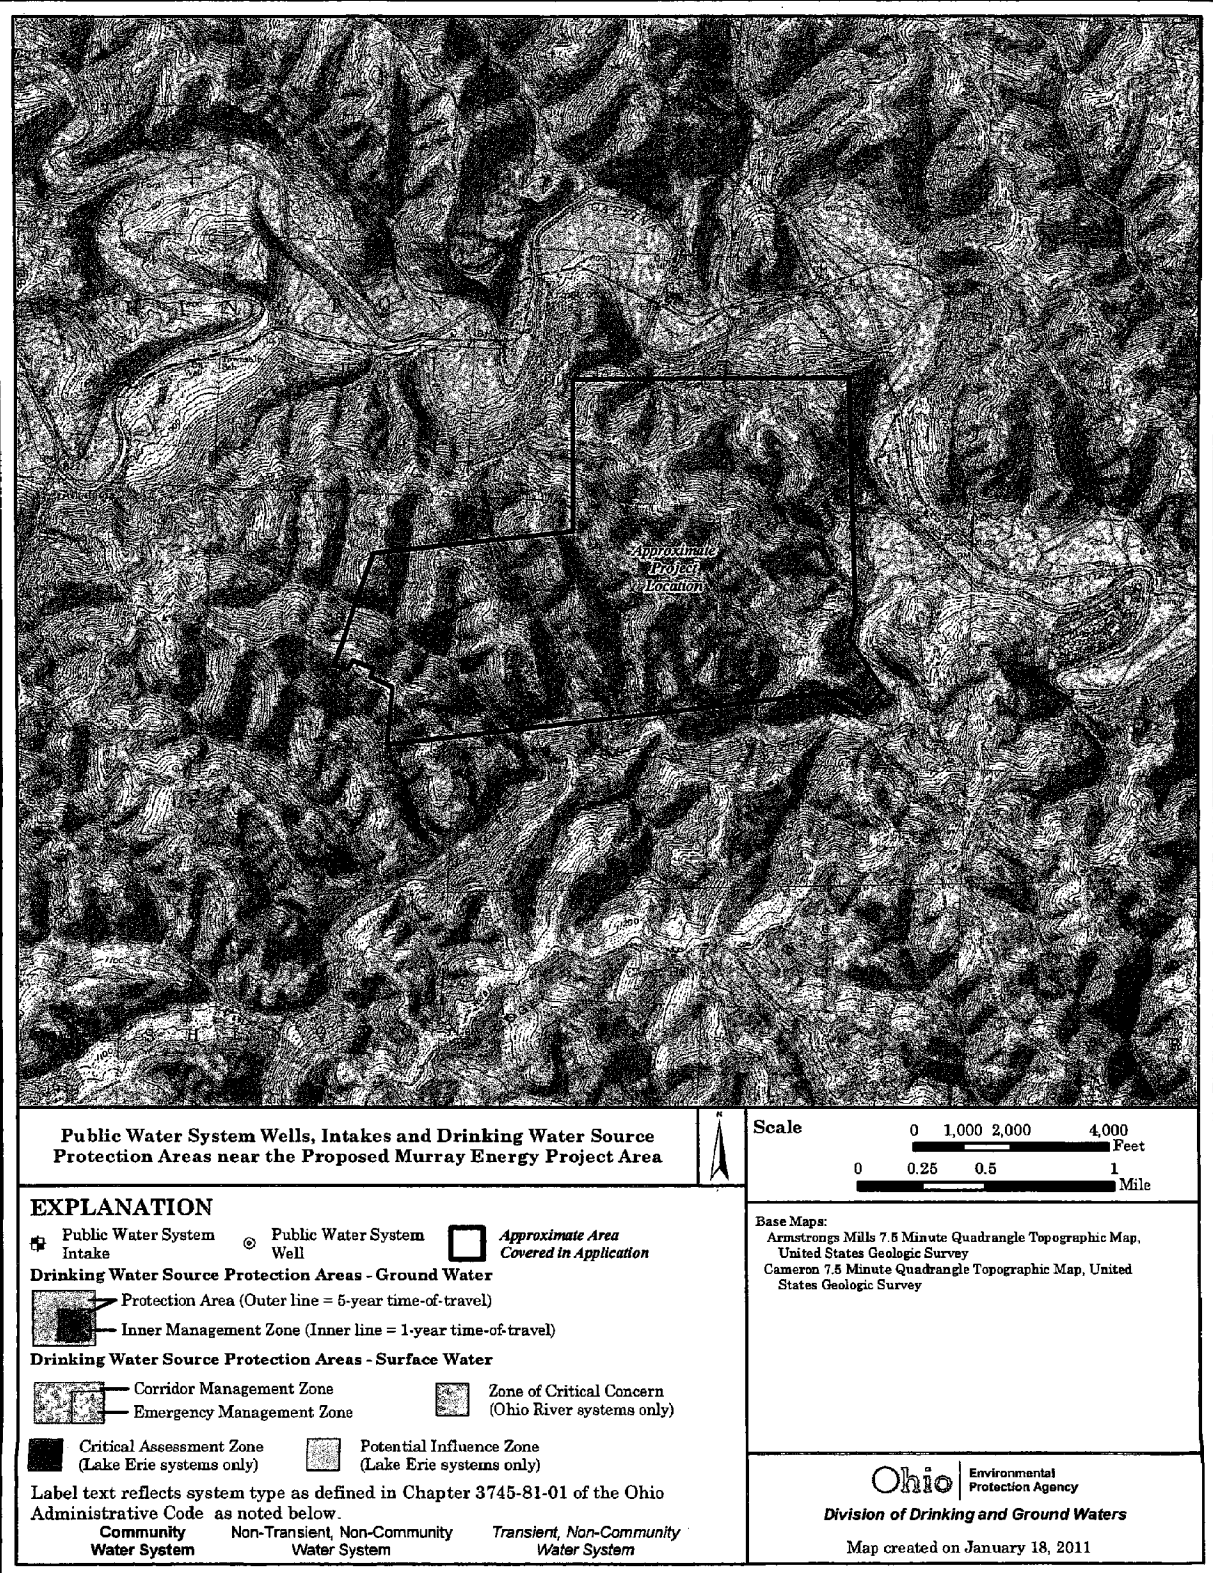 Approximate
Project
Location
Public Water System Wells, Intakes and Drinking Water Source
Protection Areas near the Proposed Murray Energy Project Area
N
Scale
0 1,000 2,000 4,000
Feet
0 0.25 0.5 1
Mile
EXPLANATION
Public Water System
Intake
Public Water System
Well
Approximate Area
Covered in Application
Drinking Water Source Protection Areas - Ground Water
Protection Area (Outer line = 5-year time-of-travel)
Inner Management Zone (Inner line = 1-year time-of-travel)
Drinking Water Source Protection Areas - Surface Water
Corridor Management Zone
Emergency Management Zone
Zone of Critical Concern
(Ohio River systems only)
Critical Assessment Zone
(Lake Erie systems only)
Potential Influence Zone
(Lake Erie systems only)
Label text reflects system type as defined in Chapter 3745-81-01 of the Ohio
Administrative Code as noted below.
Community
Water System
Non-Transient, Non-Community
Water System
Transient, Non-Community
Water System
Base Maps:
Armstrongs Mills 7.5 Minute Quadrangle Topographic Map,
United States Geologic Survey
Cameron 7.5 Minute Quadrangle Topographic Map, United
States Geologic Survey
Ohio
Environmental
Protection Agency
Division of Drinking and Ground Waters
Map created on January 18, 2011